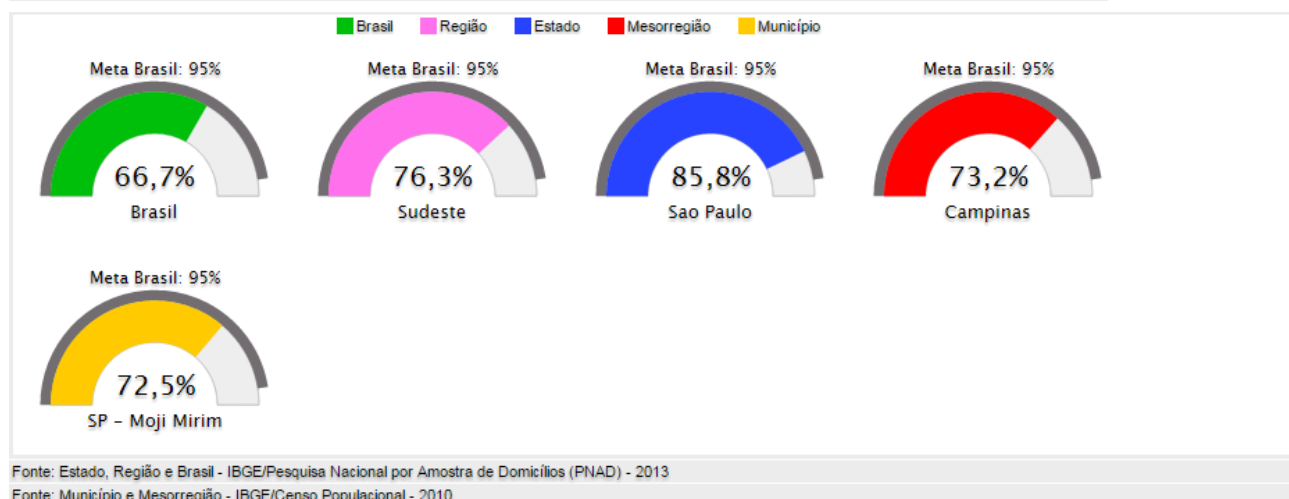 Brasil Região Estado Mesorregião Município
Meta Brasil: 95% Meta Brasil: 95% Meta Brasil: 95% Meta Brasil: 95%
66,7% 76,3% 85,8% 73,2%
Brasil Sudeste Sao Paulo Campinas
Meta Brasil: 95%
72,5%
SP - Moji Mirim
Fonte: Estado, Região e Brasil - IBGE/Pesquisa Nacional por Amostra de Domicílios (PNAD) - 2013
Fonte: Município e Mesorregião - IBGE/Censo Populacional - 2010